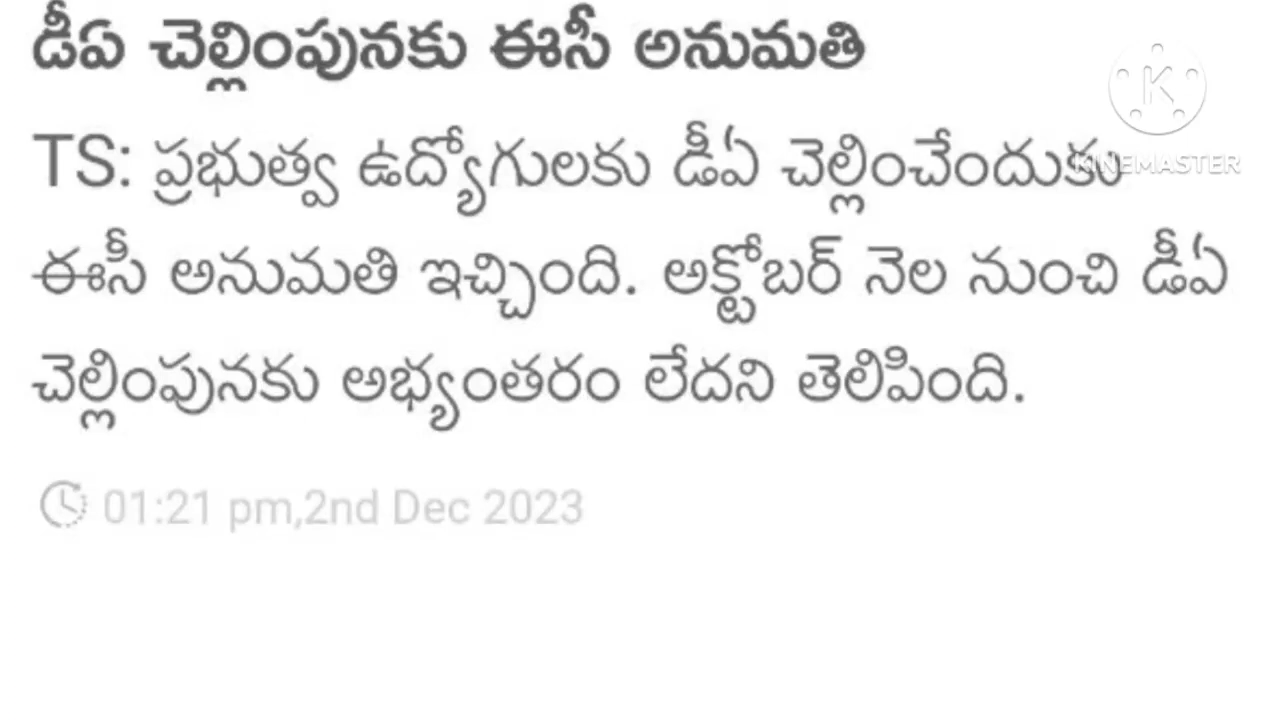 డీఏ చెల్లింపునకు ఈసీ అనుమతి
TS: ప్రభుత్వ ఉద్యోగులకు డీఏ చెల్లించేందుకు
ఈసీ అనుమతి ఇచ్చింది. అక్టోబర్ నెల నుంచి డీఏ
చెల్లింపునకు అభ్యంతరం లేదని తెలిపింది.
01:21 pm,2nd Dec 2023
K
KINEMASTER